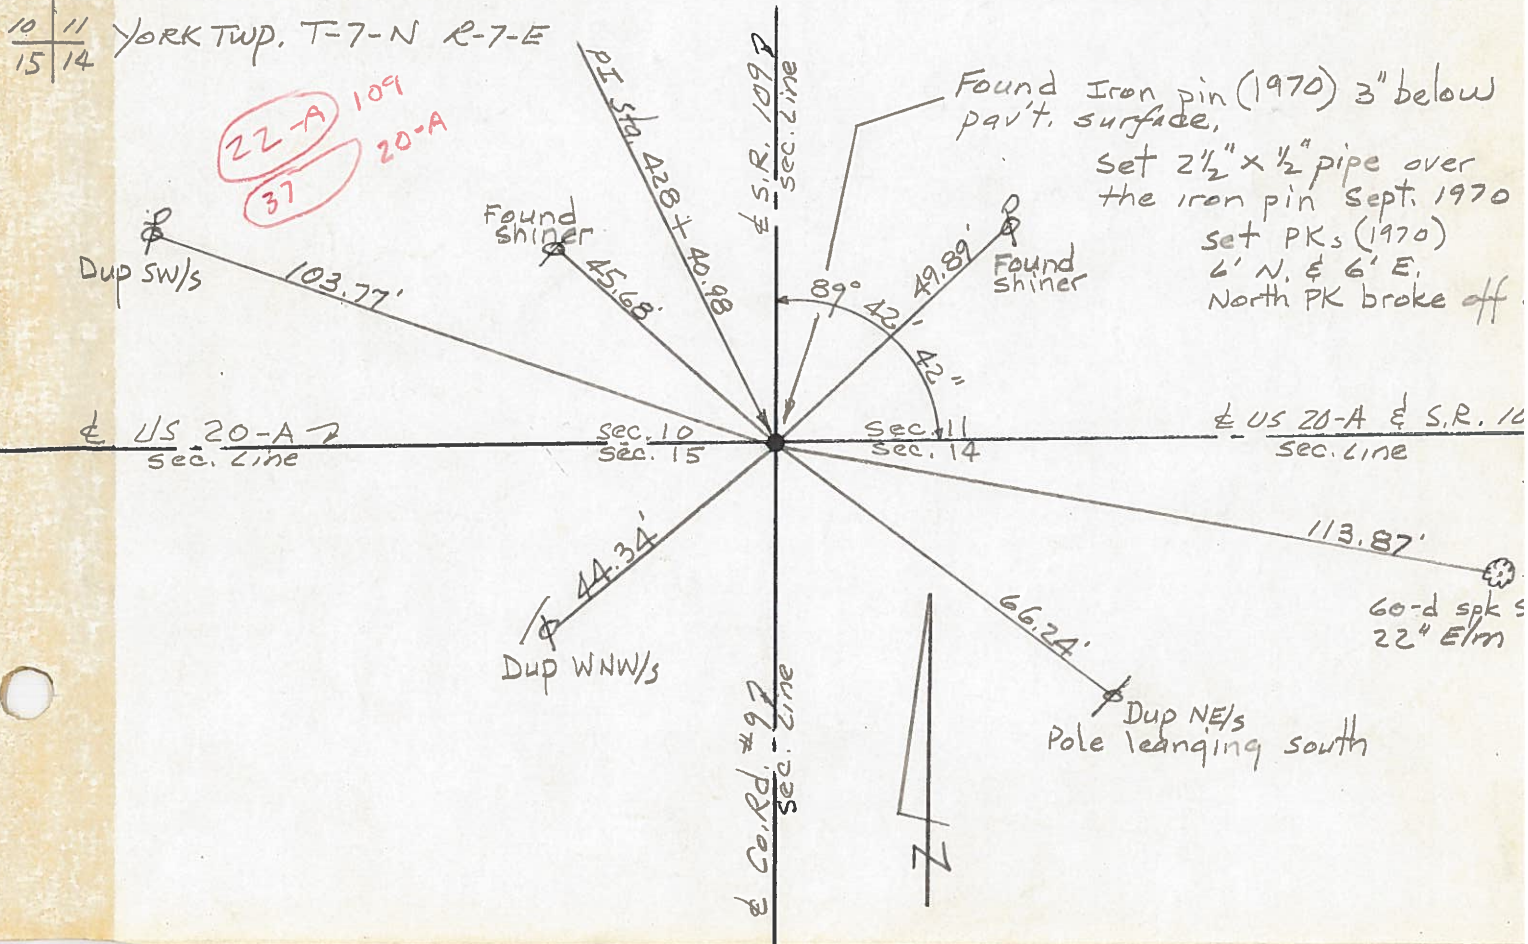 10 11
15 14
YORK TWP. T-7-N R-7-E
22-A 109
37 20-A
PI Sta. 428+40.98
℄ S.R. 109
Sec. Line
Found Iron pin (1970) 3" below
pav't. surface.
Set 2½" x ½" pipe over
the iron pin Sept. 1970
Set PKs (1970)
6' N. & 6' E.
North PK broke off
Dup SW/s
103.77'
Found
Shiner
45.68'
49.89'
Found
Shiner
89° 42' 42"
℄ US 20-A
Sec. Line
Sec. 10
Sec. 15
Sec. 11
Sec. 14
℄ US 20-A & S.R. 10
Sec. Line
44.34'
Dup WNW/s
113.87'
60-d spk S
22" Elm
66.24'
Dup NE/s
Pole leanging south
℄ Co. Rd. #97
Sec. Line
N